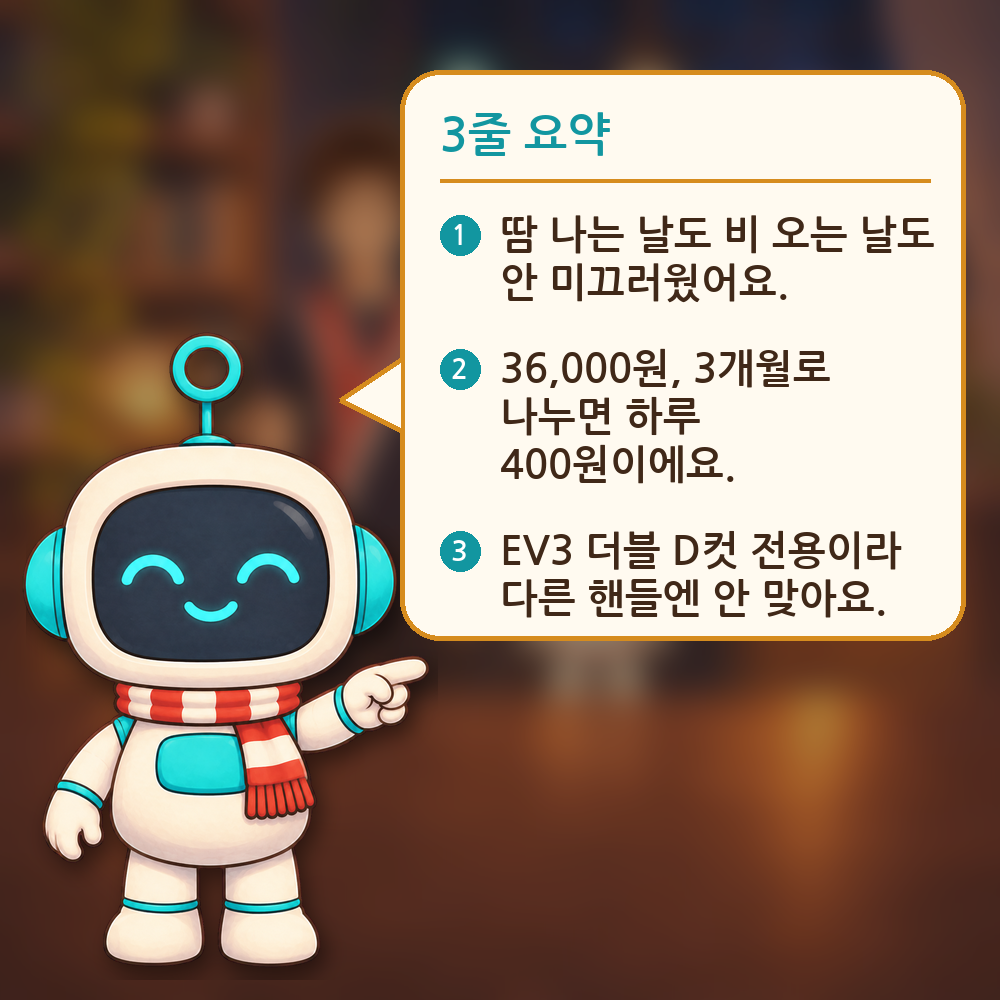 3줄 요약
1 땀 나는 날도 비 오는 날도
안 미끄러웠어요.
2 36,000원, 3개월로
나누면 하루
400원이에요.
3 EV3 더블 D컷 전용이라
다른 핸들엔 안 맞아요.